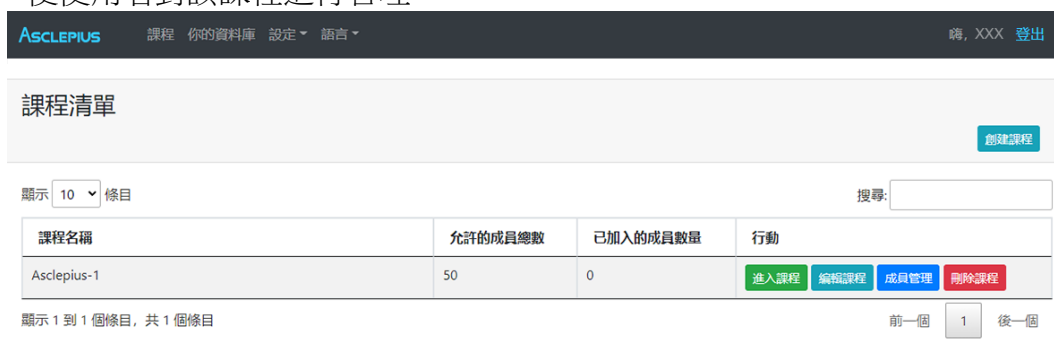 ASCLEPIUS 課程 你的資料庫 設定 語言 嗨, XXX 登出
課程清單
創建課程
顯示 10 條目 搜尋:
課程名稱 允許的成員總數 已加入的成員數量 行動
Asclepius-1 50 0 進入課程 編輯課程 成員管理 刪除課程
顯示 1 到 1 個條目, 共 1 個條目 前一個 1 後一個